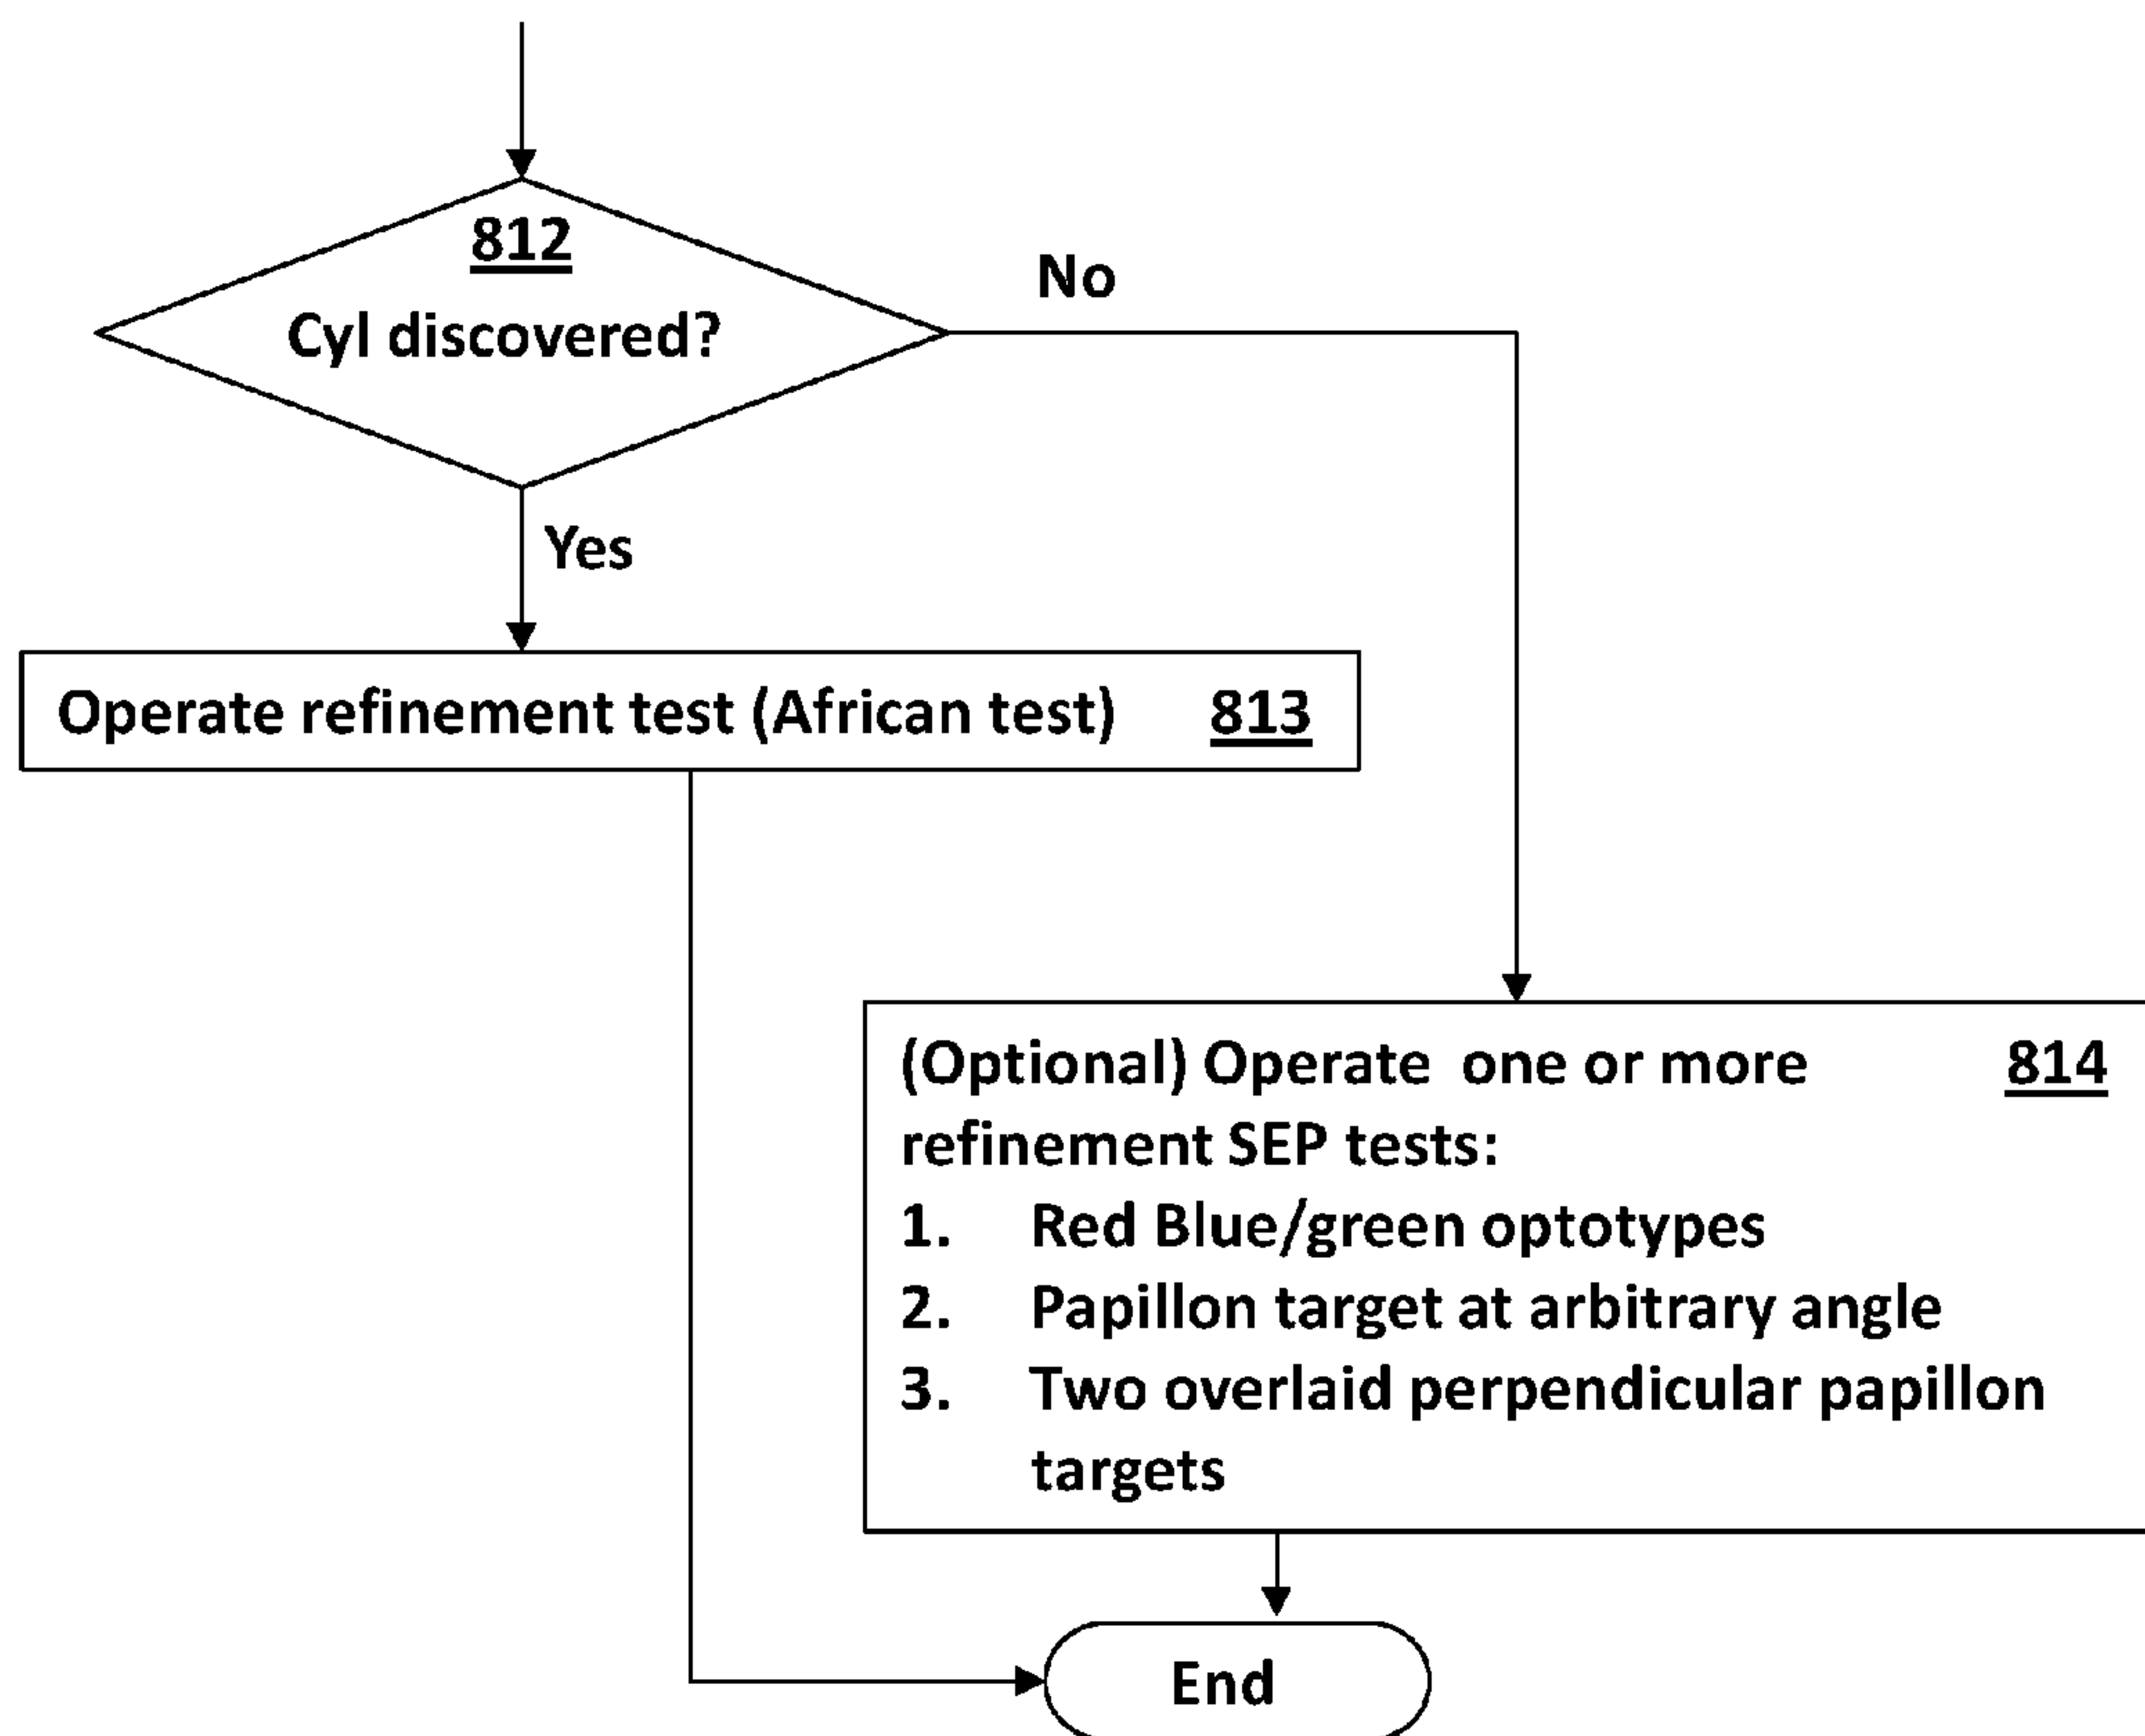 812
Cyl discovered?
No
Yes
Operate refinement test (African test) 813
(Optional) Operate one or more 814
refinement SEP tests:
1. Red Blue/green optotypes
2. Papillon target at arbitrary angle
3. Two overlaid perpendicular papillon
targets
End